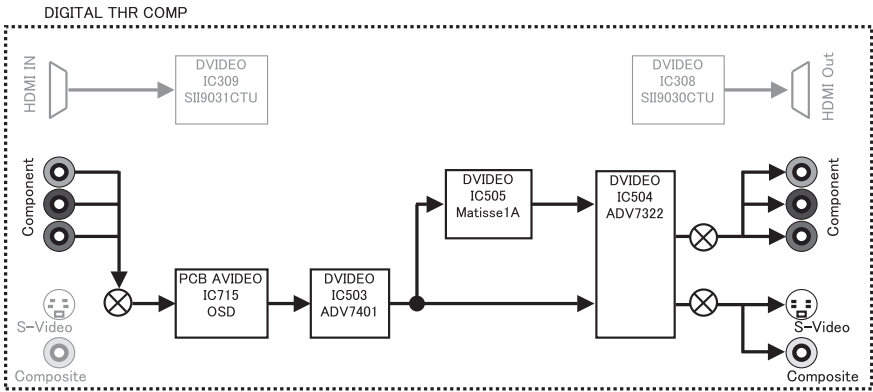 DIGITAL THR COMP
HDMI IN
DVIDEO
IC309
SII9031CTU
DVIDEO
IC308
SII9030CTU
HDMI Out
Component
DVIDEO
IC505
Matisse1A
DVIDEO
IC504
ADV7322
Component
PCB AVIDEO
IC715
OSD
DVIDEO
IC503
ADV7401
S-Video
S-Video
Composite
Composite